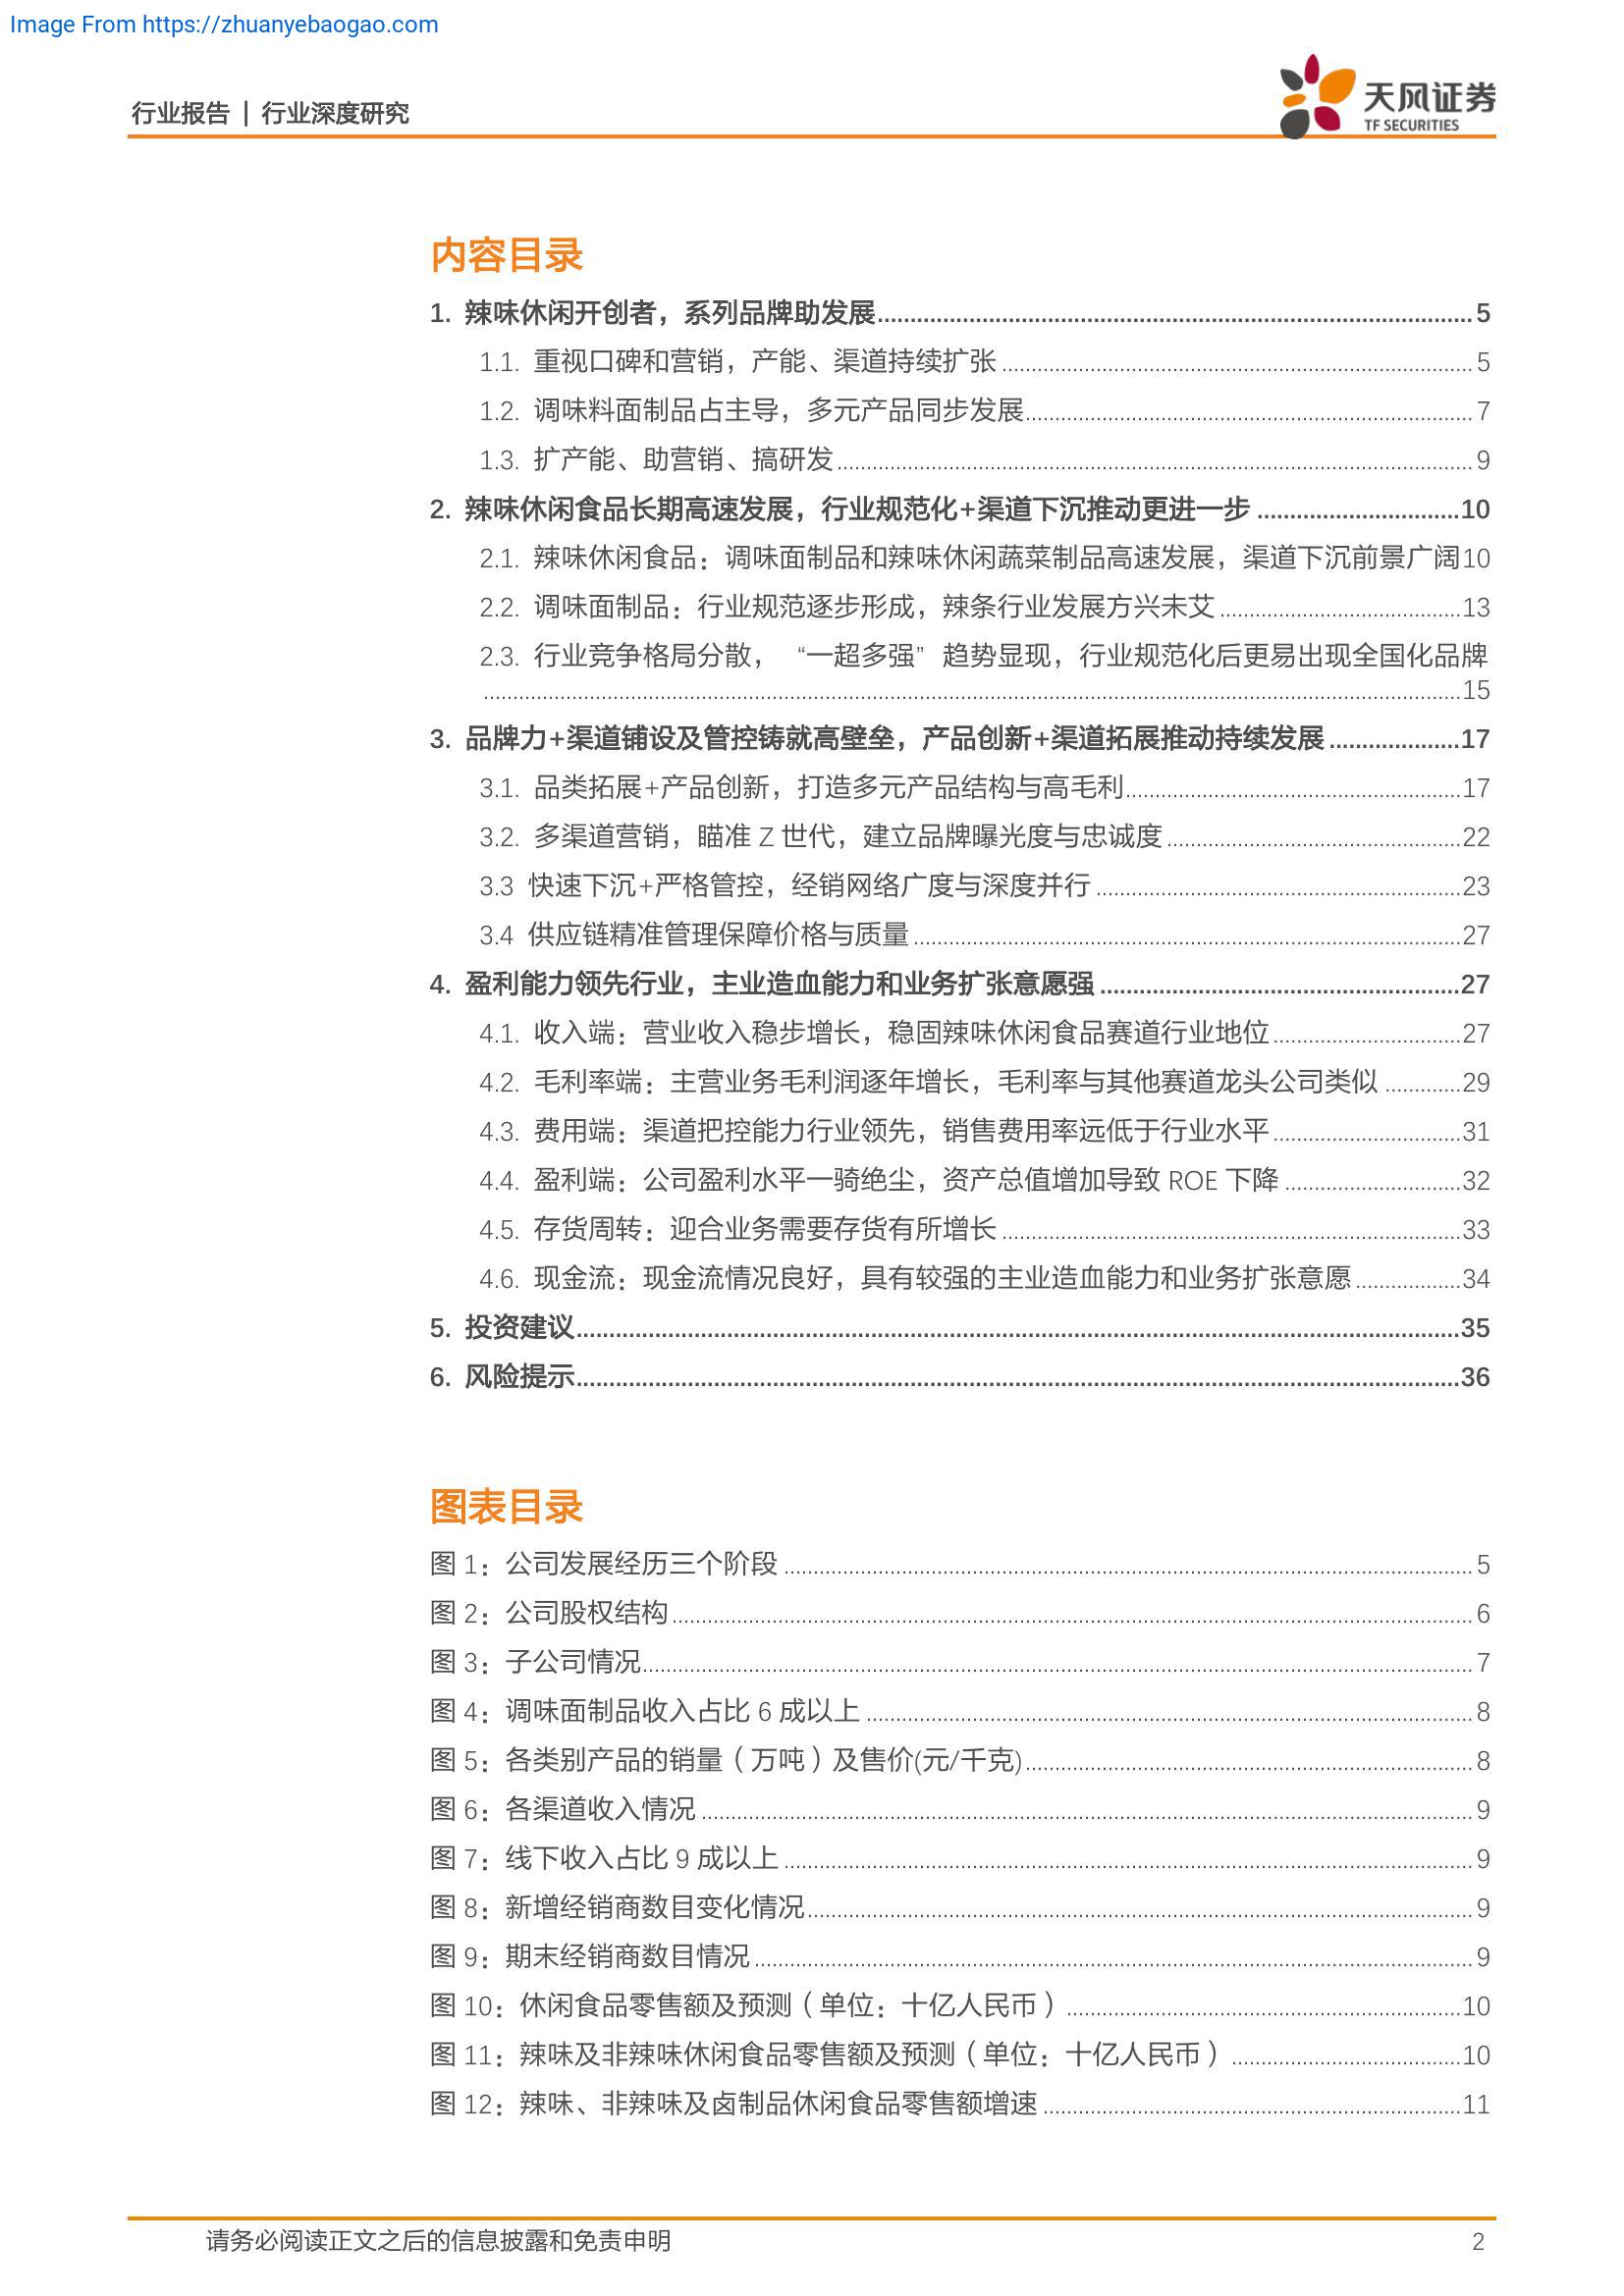 Image From https://zhuanyebaogao.com
行业报告 | 行业深度研究
天风证券
TF SECURITIES
内容目录
1. 辣味休闲开创者，系列品牌助发展 5
1.1. 重视口碑和营销，产能、渠道持续扩张 5
1.2. 调味料面制品占主导，多元产品同步发展 7
1.3. 扩产能、助营销、搞研发 9
2. 辣味休闲食品长期高速发展，行业规范化+渠道下沉推动更进一步 10
2.1. 辣味休闲食品：调味面制品和辣味休闲蔬菜制品高速发展，渠道下沉前景广阔10
2.2. 调味面制品：行业规范逐步形成，辣条行业发展方兴未艾 13
2.3. 行业竞争格局分散，“一超多强”趋势显现，行业规范化后更易出现全国化品牌
15
3. 品牌力+渠道铺设及管控铸就高壁垒，产品创新+渠道拓展推动持续发展 17
3.1. 品类拓展+产品创新，打造多元产品结构与高毛利 17
3.2. 多渠道营销，瞄准 Z 世代，建立品牌曝光度与忠诚度 22
3.3 快速下沉+严格管控，经销网络广度与深度并行 23
3.4 供应链精准管理保障价格与质量 27
4. 盈利能力领先行业，主业造血能力和业务扩张意愿强 27
4.1. 收入端：营业收入稳步增长，稳固辣味休闲食品赛道行业地位 27
4.2. 毛利率端：主营业务毛利润逐年增长，毛利率与其他赛道龙头公司类似 29
4.3. 费用端：渠道把控能力行业领先，销售费用率远低于行业水平 31
4.4. 盈利端：公司盈利水平一骑绝尘，资产总值增加导致 ROE 下降 32
4.5. 存货周转：迎合业务需要存货有所增长 33
4.6. 现金流：现金流情况良好，具有较强的主业造血能力和业务扩张意愿 34
5. 投资建议 35
6. 风险提示 36
图表目录
图 1：公司发展经历三个阶段 5
图 2：公司股权结构 6
图 3：子公司情况 7
图 4：调味面制品收入占比 6 成以上 8
图 5：各类别产品的销量（万吨）及售价(元/千克) 8
图 6：各渠道收入情况 9
图 7：线下收入占比 9 成以上 9
图 8：新增经销商数目变化情况 9
图 9：期末经销商数目情况 9
图 10：休闲食品零售额及预测（单位：十亿人民币） 10
图 11：辣味及非辣味休闲食品零售额及预测（单位：十亿人民币） 10
图 12：辣味、非辣味及卤制品休闲食品零售额增速 11
请务必阅读正文之后的信息披露和免责申明 2